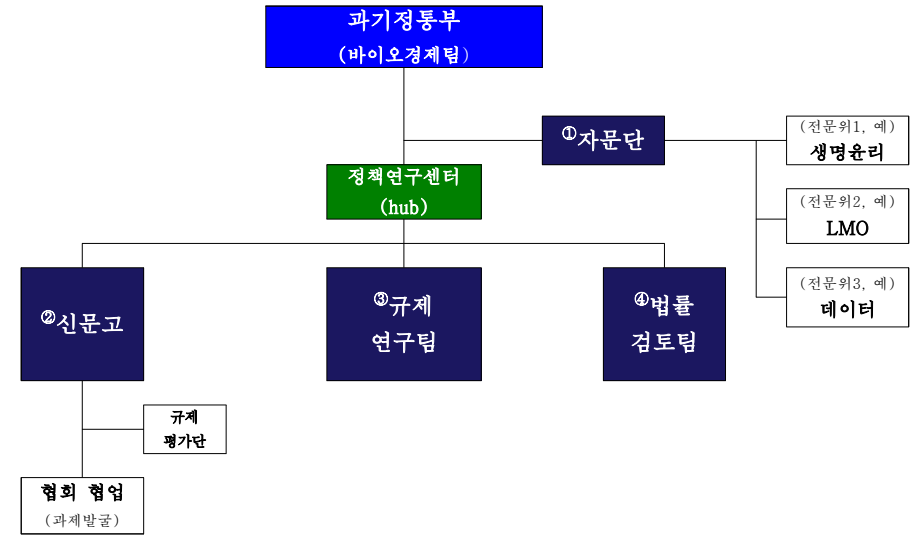 과기정통부
(바이오경제팀)
①자문단
(전문위1, 예)
생명윤리
정책연구센터
(hub)
(전문위2, 예)
LMO
(전문위3, 예)
데이터
②신문고
③규제
연구팀
④법률
검토팀
규제
평가단
협회 협업
(과제발굴)